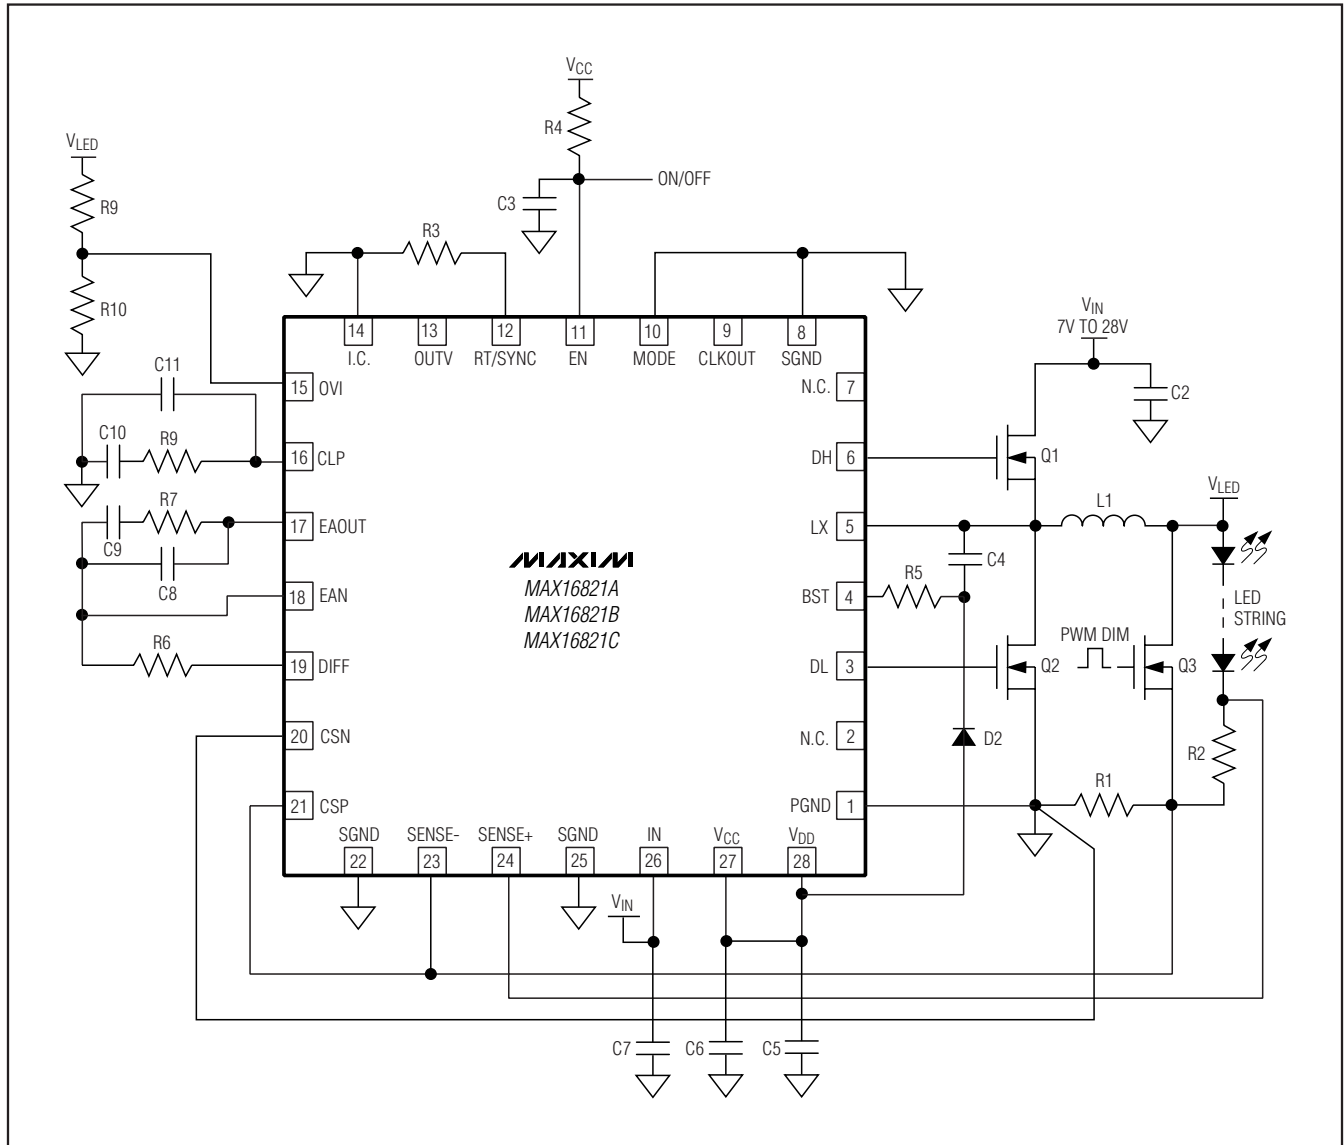 VCC
R4
VLED
R9
ON/OFF
C3
R3
R10
VIN
7V TO 28V
14 13 12 11 10 9 8
I.C. OUTV RT/SYNC EN MODE CLKOUT SGND
C11
15 OVI
N.C. 7
C2
C10 R9
16 CLP
DH 6
Q1
VLED
R7
17 EAOUT
LX 5
L1
C9
C8
C4
MAXIM
MAX16821A
MAX16821B
MAX16821C
18 EAN
BST 4
R5
LED
STRING
R6
19 DIFF
DL 3
Q2
PWM DIM
Q3
20 CSN
N.C. 2
D2
R2
21 CSP
PGND 1
R1
SGND SENSE- SENSE+ SGND IN VCC VDD
22 23 24 25 26 27 28
VIN
C7 C6 C5